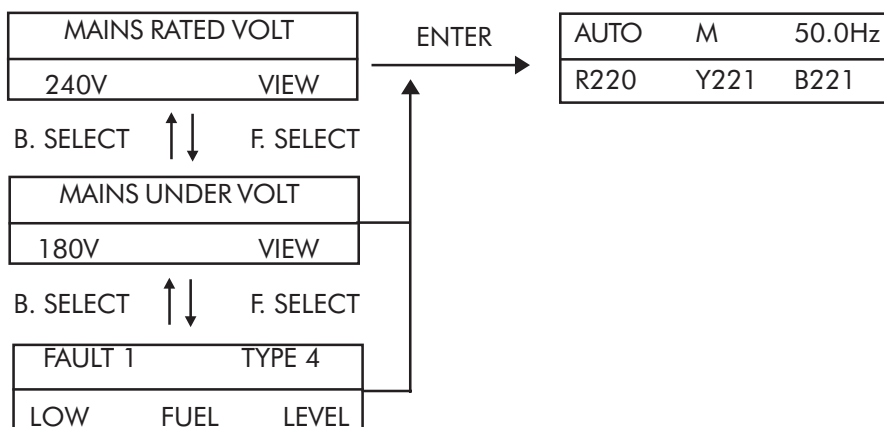 MAINS RATED VOLT
240V VIEW
ENTER
AUTO M 50.0Hz
R220 Y221 B221
B. SELECT F. SELECT
MAINS UNDER VOLT
180V VIEW
B. SELECT F. SELECT
FAULT 1 TYPE 4
LOW FUEL LEVEL